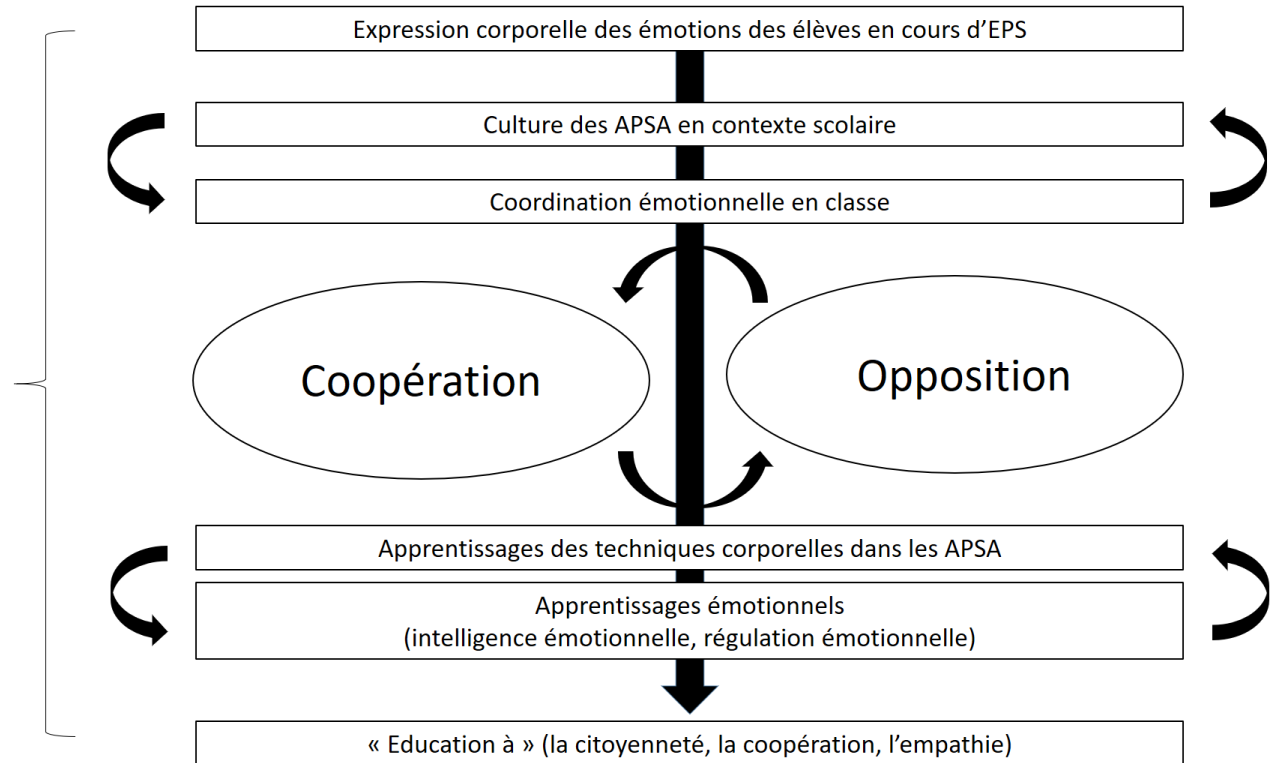 Expression corporelle des émotions des élèves en cours d’EPS
Culture des APSA en contexte scolaire
Coordination émotionnelle en classe
Coopération
Opposition
Apprentissages des techniques corporelles dans les APSA
Apprentissages émotionnels
(intelligence émotionnelle, régulation émotionnelle)
« Education à » (la citoyenneté, la coopération, l’empathie)